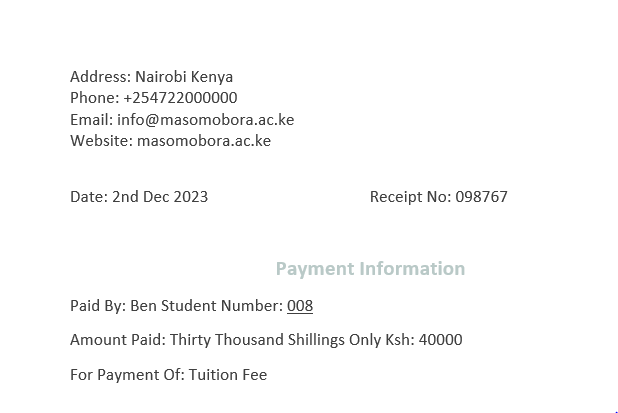 Address: Nairobi Kenya
Phone: +254722000000
Email: info@masomobora.ac.ke
Website: masomobora.ac.ke
Date: 2nd Dec 2023 Receipt No: 098767
Payment Information
Paid By: Ben Student Number: 008
Amount Paid: Thirty Thousand Shillings Only Ksh: 40000
For Payment Of: Tuition Fee